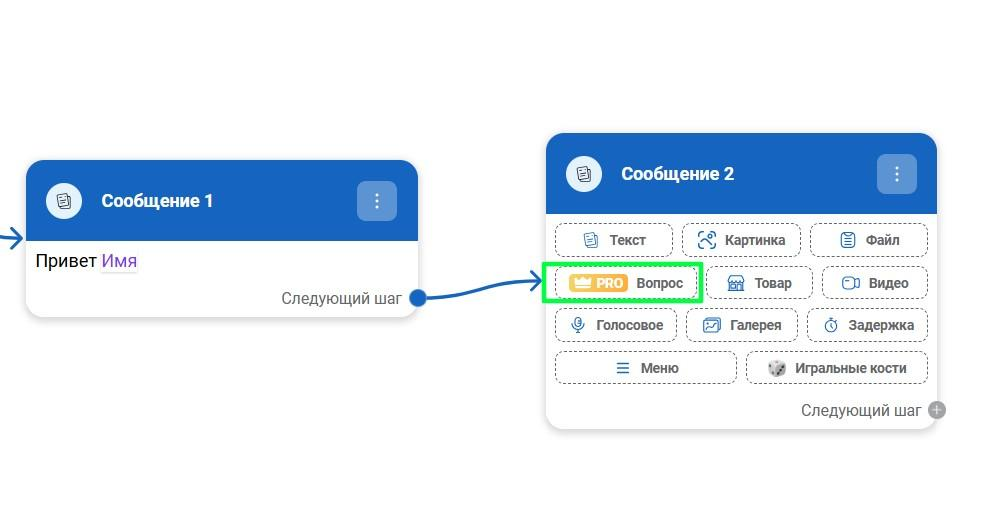 Сообщение 1
Привет Имя
Следующий шаг
Сообщение 2
Текст Картинка Файл
PRO Вопрос Товар Видео
Голосовое Галерея Задержка
Меню Игральные кости
Следующий шаг